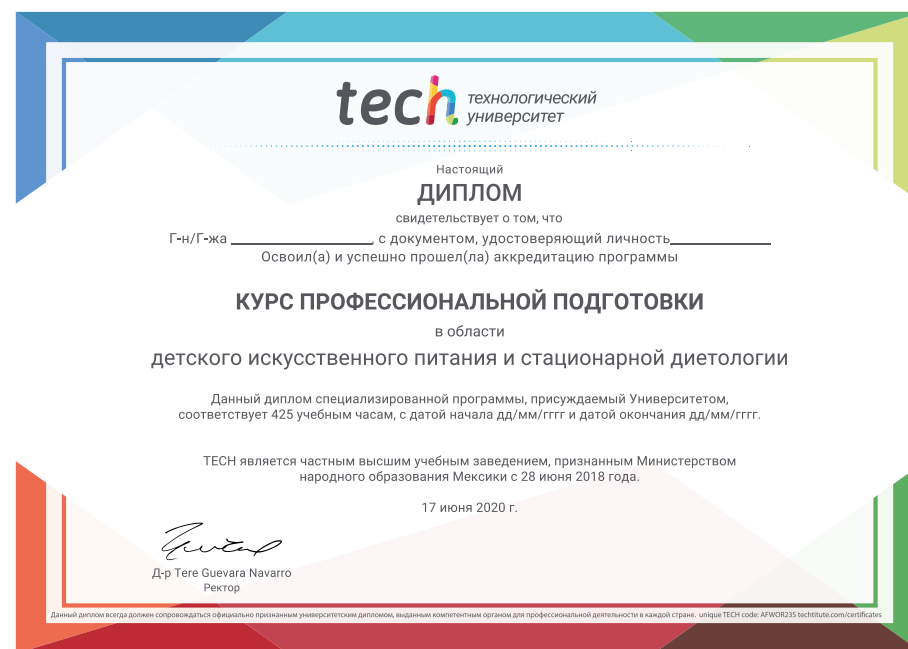 tech технологический
университет
Настоящий
ДИПЛОМ
свидетельствует о том, что
Г-н/Г-жа ____________________, с документом, удостоверяющий личность______________
Освоил(а) и успешно прошел(ла) аккредитацию программы
КУРС ПРОФЕССИОНАЛЬНОЙ ПОДГОТОВКИ
в области
детского искусственного питания и стационарной диетологии
Данный диплом специализированной программы, присуждаемый Университетом,
соответствует 425 учебным часам, с датой начала дд/мм/гггг и датой окончания дд/мм/гггг.
TECH является частным высшим учебным заведением, признанным Министерством
народного образования Мексики с 28 июня 2018 года.
17 июня 2020 г.
Д-р Tere Guevara Navarro
Ректор
Данный диплом всегда должен сопровождаться официально признанным университетским дипломом, выданным компетентным органом для профессиональной деятельности в каждой стране. unique TECH code: AFWOR23S techtitute.com/certificates